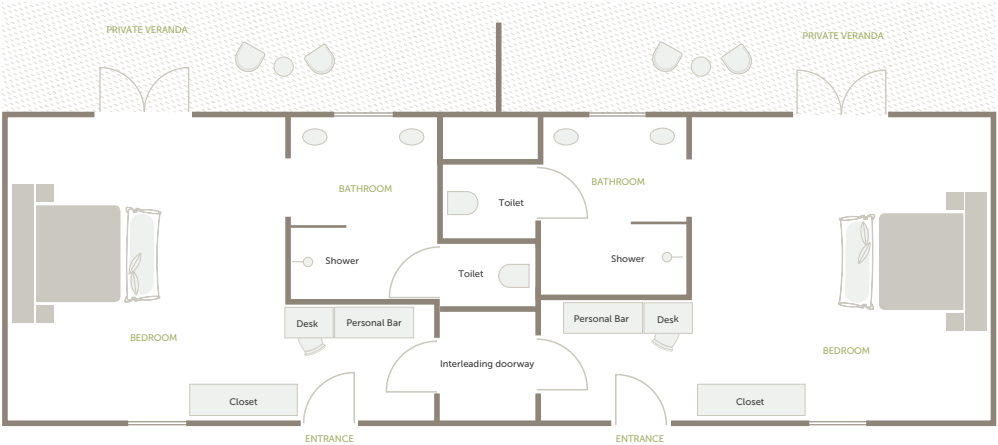 PRIVATE VERANDA
PRIVATE VERANDA
BATHROOM
BATHROOM
Toilet
Shower
Toilet
Shower
Desk
Personal Bar
Personal Bar
Desk
BEDROOM
BEDROOM
Interleading doorway
Closet
Closet
ENTRANCE
ENTRANCE